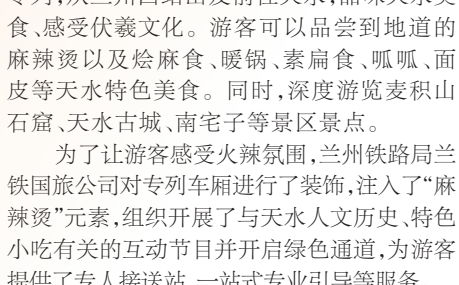 专列,从兰州西站出发前往天水,品味天水美
食、感受伏羲文化。游客可以品尝到地道的
麻辣烫以及烩麻食、暖锅、素扁食、呱呱、面
皮等天水特色美食。同时,深度游览麦积山
石窟、天水古城、南宅子等景区景点。
为了让游客感受火辣氛围,兰州铁路局兰
铁国旅公司对专列车厢进行了装饰,注入了“麻
辣烫”元素,组织开展了与天水人文历史、特色
小吃有关的互动节目并开启绿色通道,为游客
提供了专人接送站、一站式专业引导等服务。